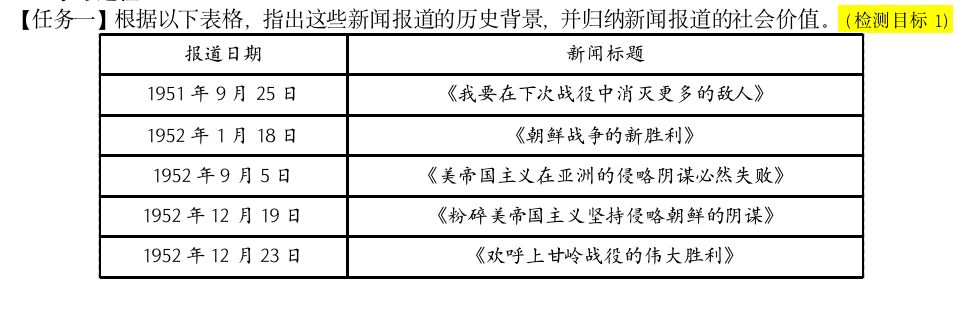 【任务一】根据以下表格，指出这些新闻报道的历史背景，并归纳新闻报道的社会价值。(检测目标 1)
报道日期 新闻标题
1951 年 9 月 25 日 《我要在下次战役中消灭更多的敌人》
1952 年 1 月 18 日 《朝鲜战争的新胜利》
1952 年 9 月 5 日 《美帝国主义在亚洲的侵略阴谋必然失败》
1952 年 12 月 19 日 《粉碎美帝国主义坚持侵略朝鲜的阴谋》
1952 年 12 月 23 日 《欢呼上甘岭战役的伟大胜利》